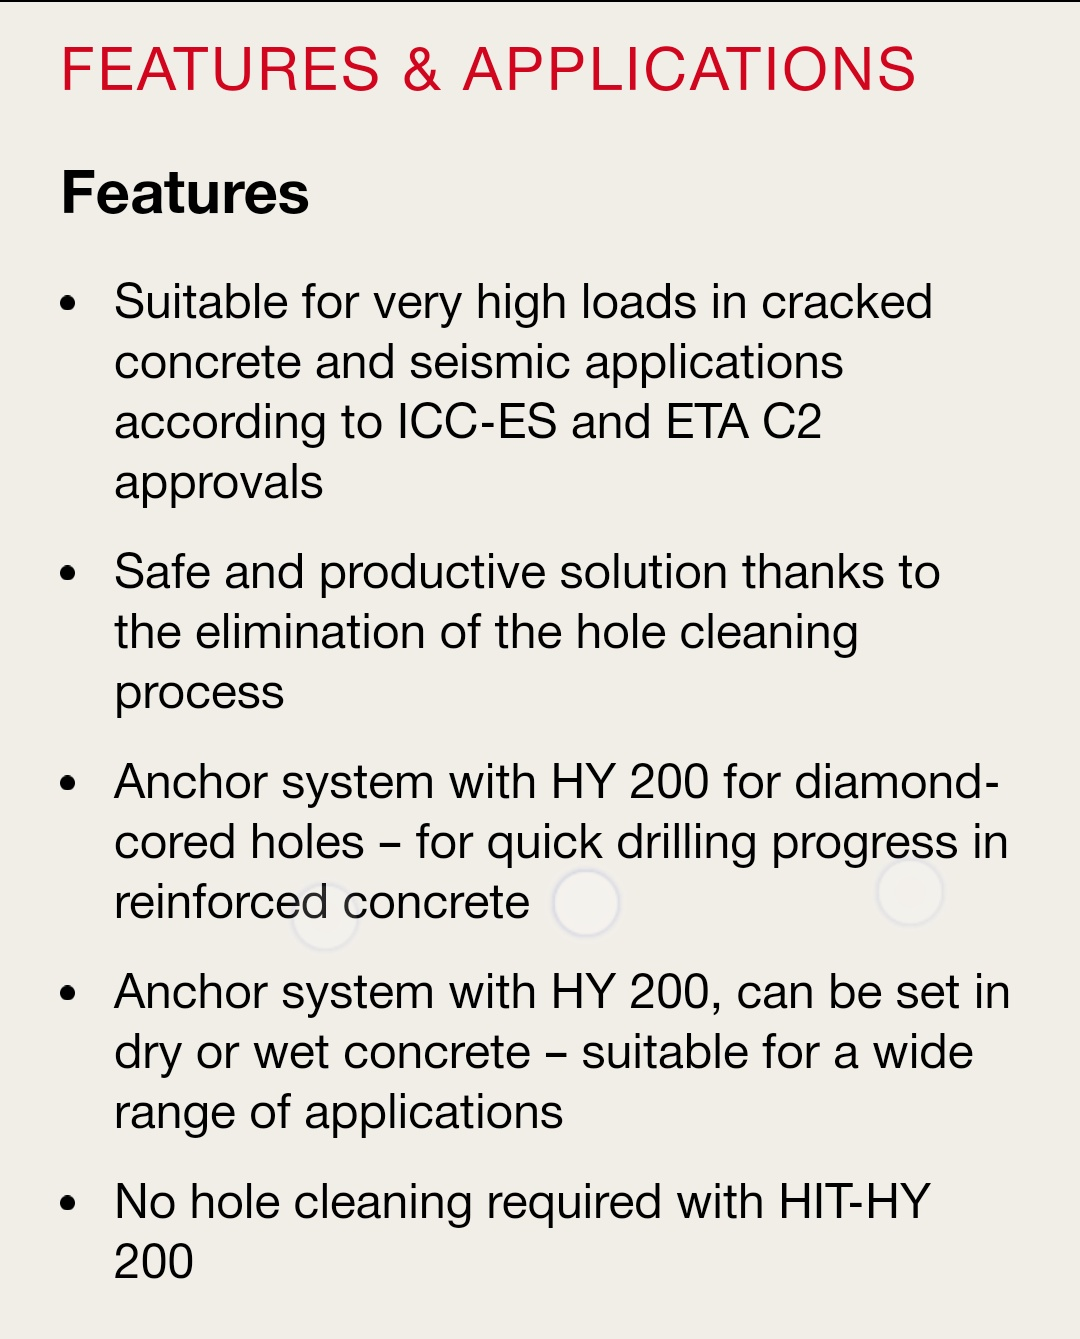 FEATURES & APPLICATIONS
Features
• Suitable for very high loads in cracked
concrete and seismic applications
according to ICC-ES and ETA C2
approvals
• Safe and productive solution thanks to
the elimination of the hole cleaning
process
• Anchor system with HY 200 for diamond-
cored holes – for quick drilling progress in
reinforced concrete
• Anchor system with HY 200, can be set in
dry or wet concrete – suitable for a wide
range of applications
• No hole cleaning required with HIT-HY
200